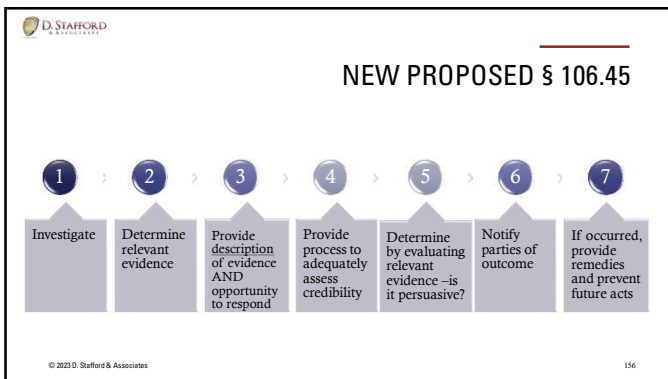 D. STAFFORD
& ASSOCIATES
NEW PROPOSED § 106.45
1
2
3
4
5
6
7
Investigate
Determine
relevant
evidence
Provide
description
of evidence
AND
opportunity
to respond
Provide
process to
adequately
assess
credibility
Determine
by evaluating
relevant
evidence –is
it persuasive?
Notify
parties of
outcome
If occurred,
provide
remedies
and prevent
future acts
© 2023 D. Stafford & Associates
156